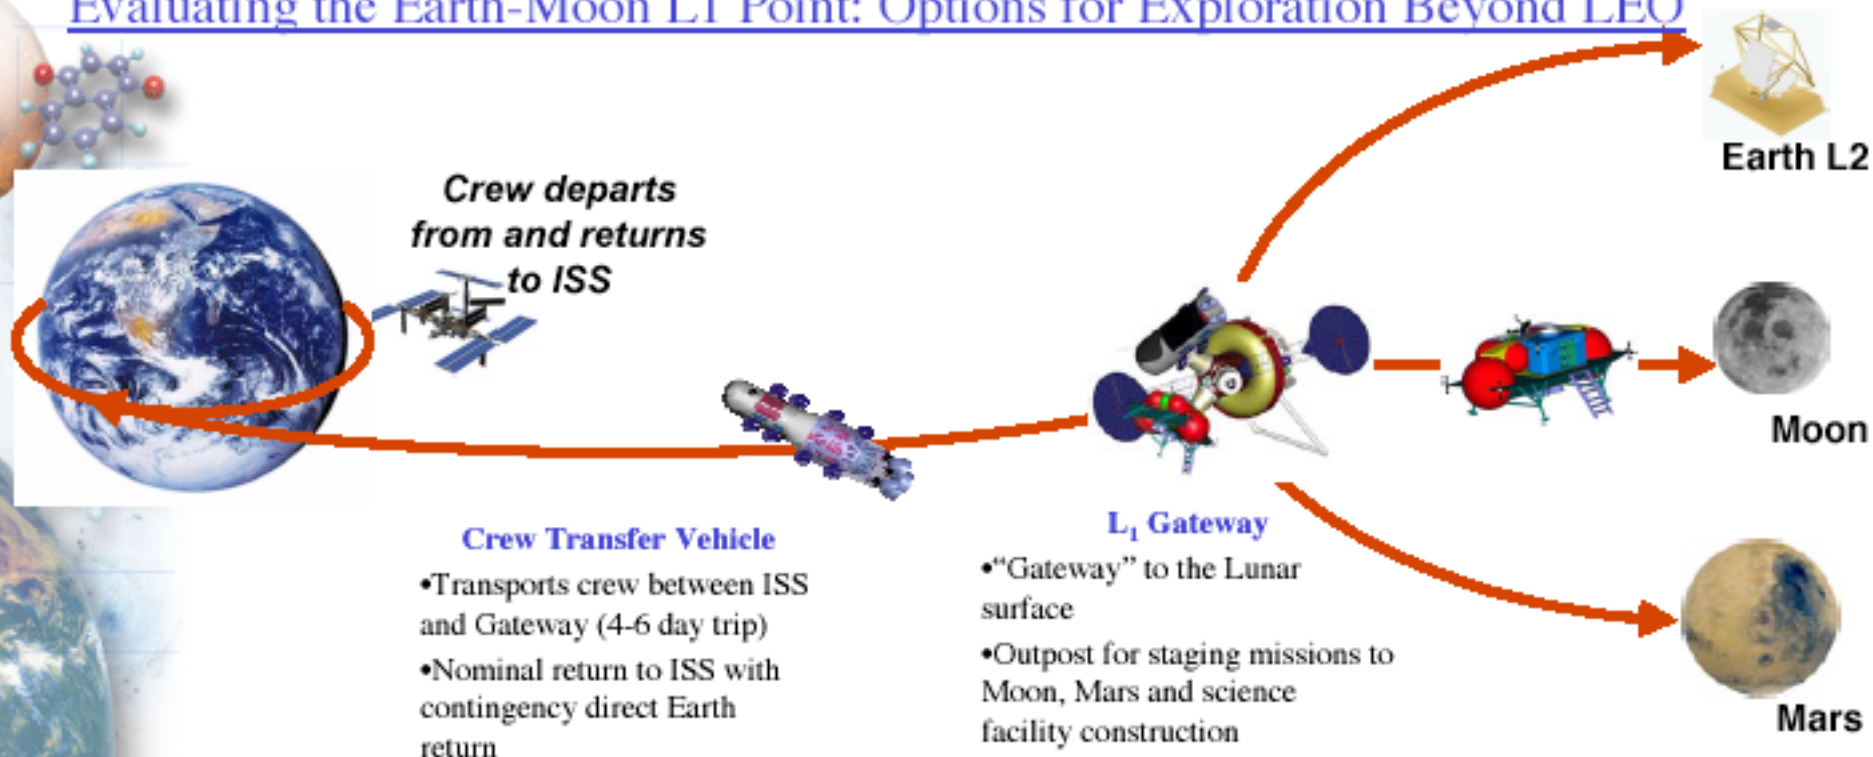 Evaluating the Earth-Moon L1 Point: Options for Exploration Beyond LEO
Earth L2
Crew departs
from and returns
to ISS
Moon
Crew Transfer Vehicle
•Transports crew between ISS
and Gateway (4-6 day trip)
•Nominal return to ISS with
contingency direct Earth
return
L₁ Gateway
•“Gateway” to the Lunar
surface
•Outpost for staging missions to
Moon, Mars and science
facility construction
Mars